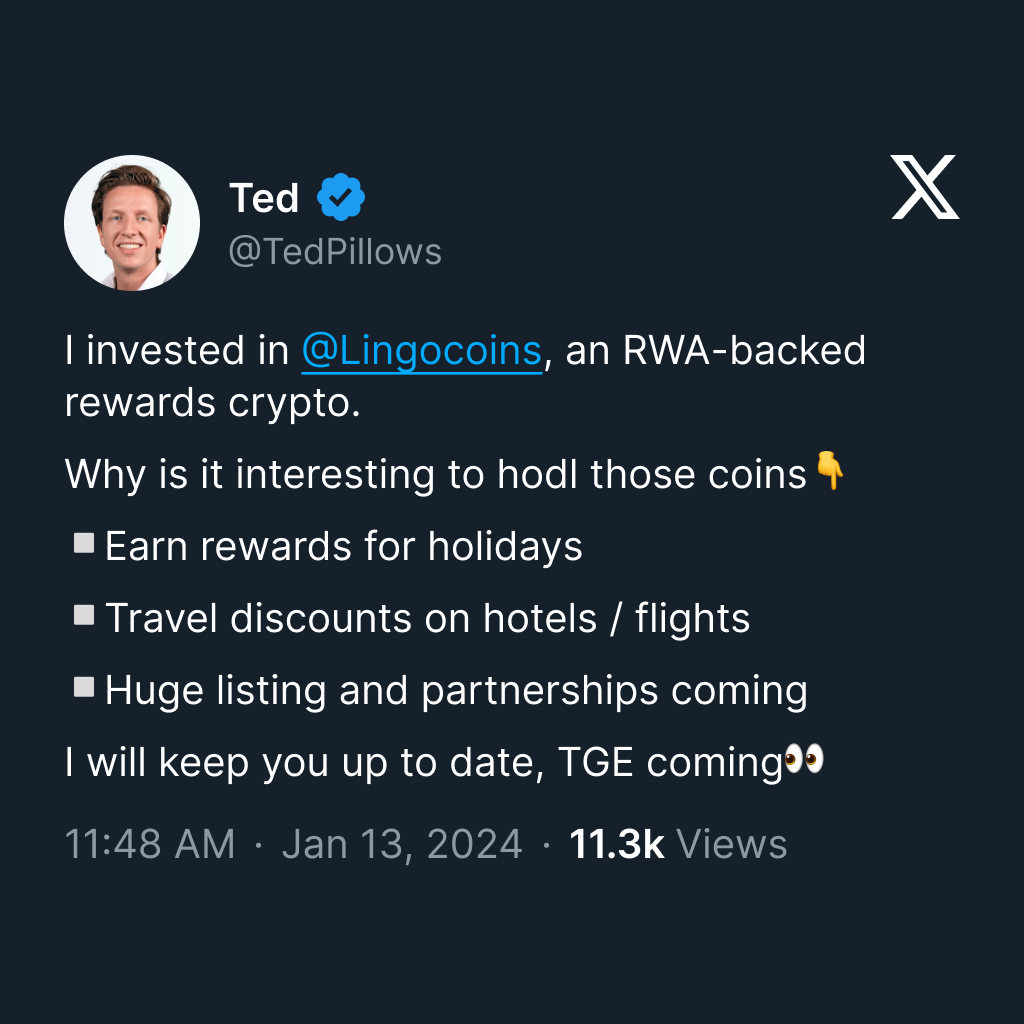 Ted
@TedPillows
I invested in @Lingocoins, an RWA-backed
rewards crypto.
Why is it interesting to hodl those coins👇
▫️Earn rewards for holidays
▫️Travel discounts on hotels / flights
▫️Huge listing and partnerships coming
I will keep you up to date, TGE coming👀
11:48 AM · Jan 13, 2024 · 11.3k Views